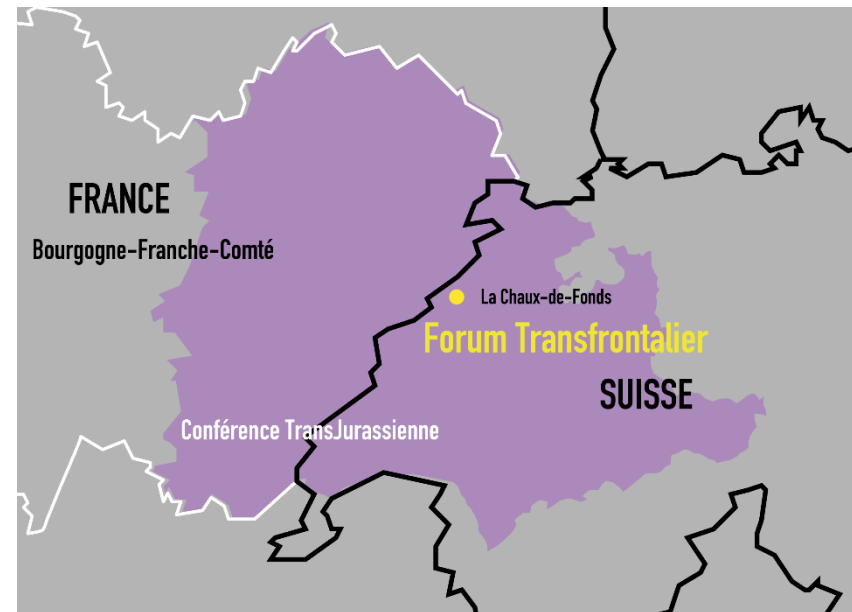 FRANCE
Bourgogne-Franche-Comté
La Chaux-de-Fonds
Forum Transfrontalier
SUISSE
Conférence TransJurassienne